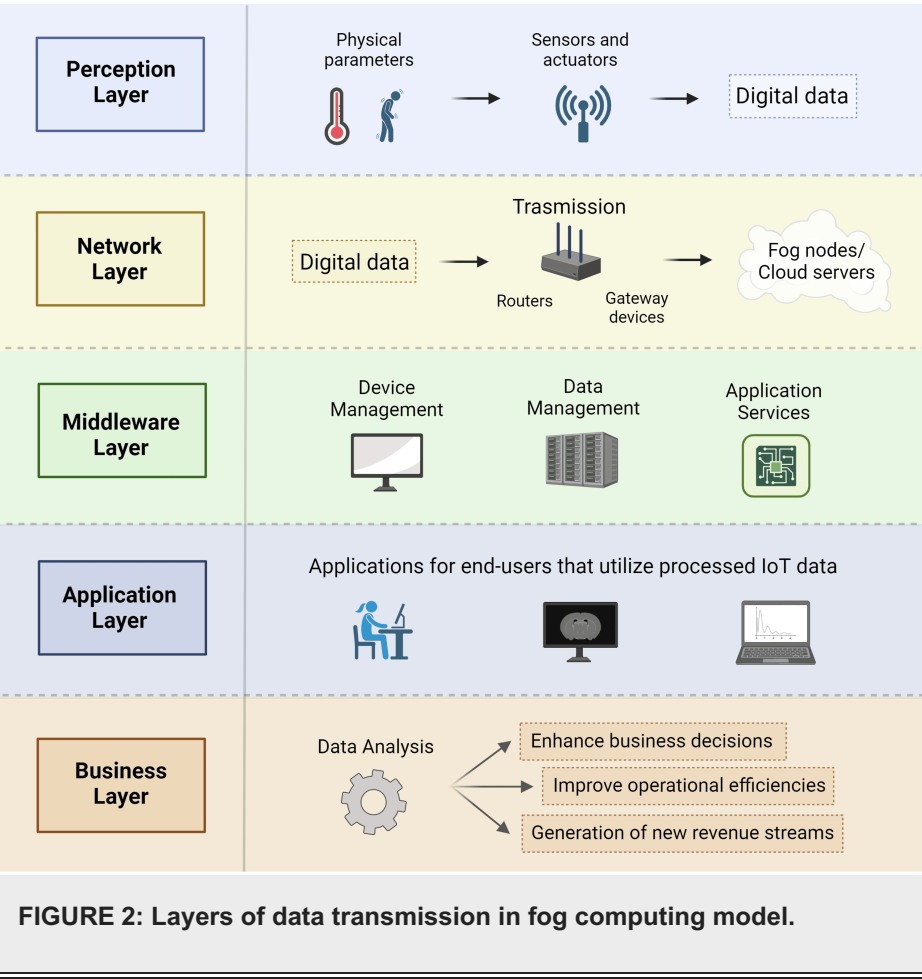 Perception
Layer
Physical
parameters
Sensors and
actuators
Digital data
Network
Layer
Digital data
Trasmission
Routers
Gateway
devices
Fog nodes/
Cloud servers
Middleware
Layer
Device
Management
Data
Management
Application
Services
Application
Layer
Applications for end-users that utilize processed IoT data
Business
Layer
Data Analysis
Enhance business decisions
Improve operational efficiencies
Generation of new revenue streams
FIGURE 2: Layers of data transmission in fog computing model.